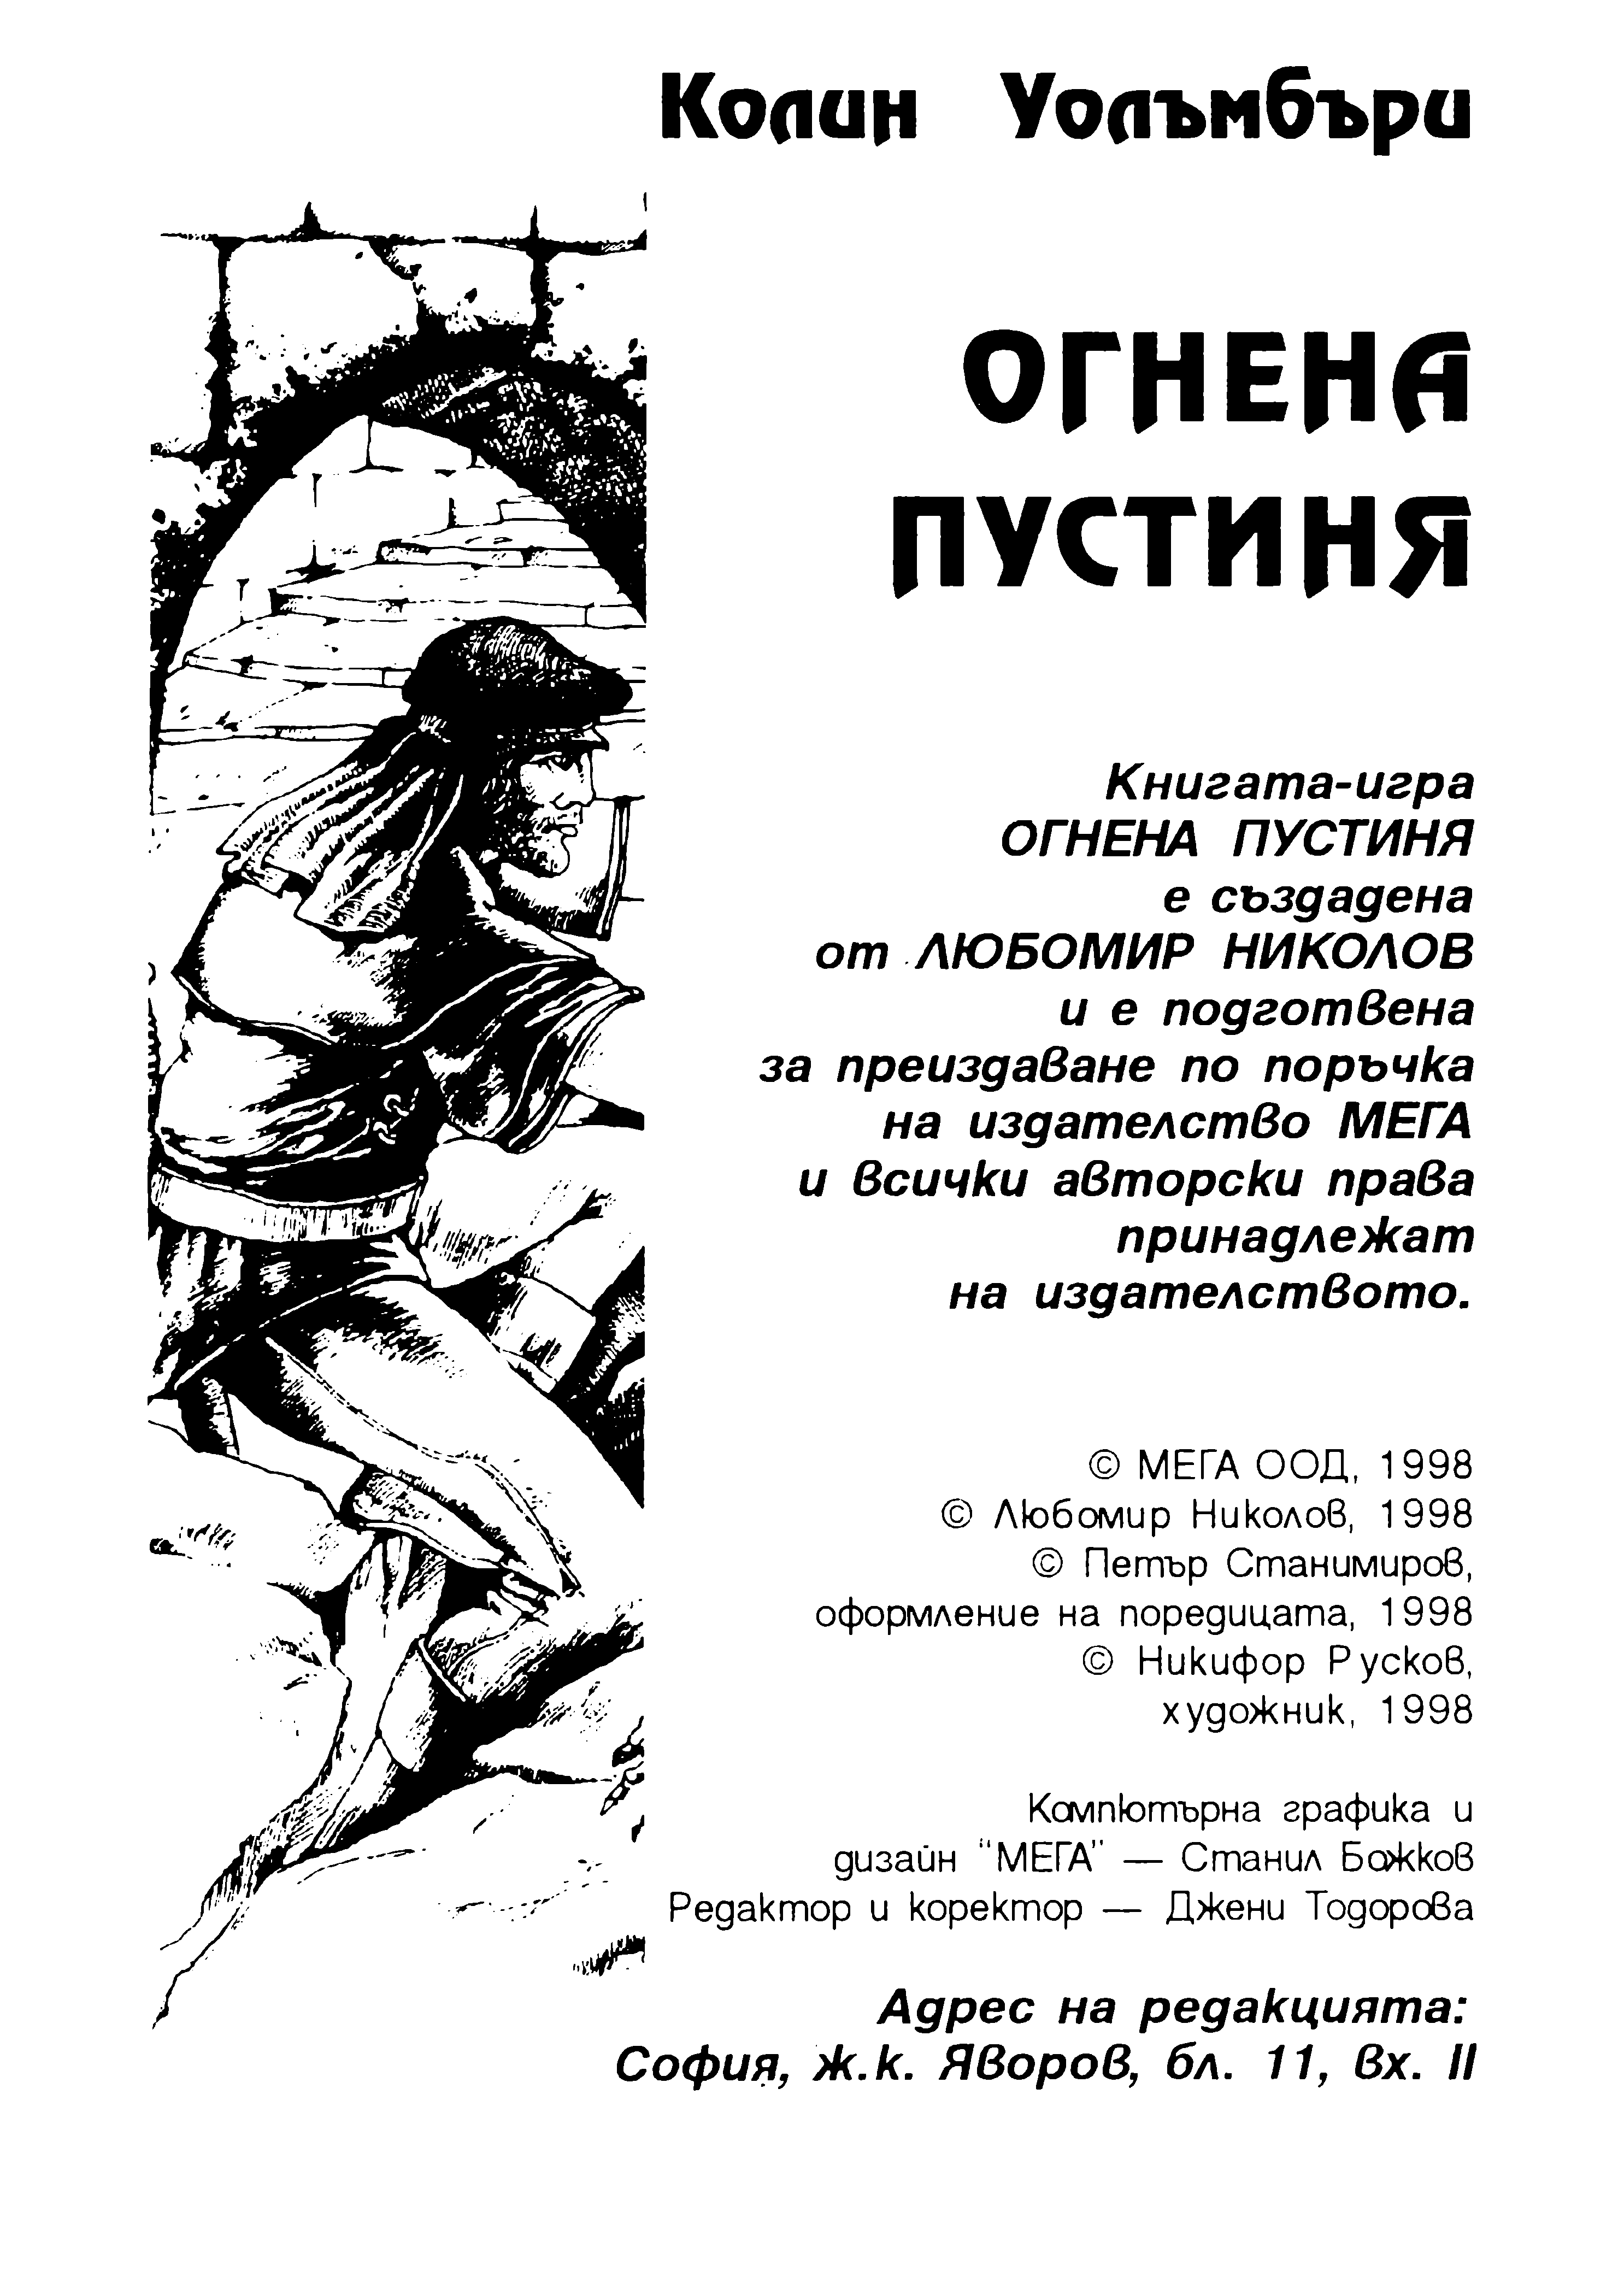 Колин Уолъмбъри
ОГНЕНА
ПУСТИНЯ
Книгата-игра
ОГНЕНА ПУСТИНЯ
е създадена
от ЛЮБОМИР НИКОЛОВ
и е подготвена
за преиздаване по поръчка
на издателство МЕГА
и всички авторски права
принадлежат
на издателството.
© МЕГА ООД, 1998
© Любомир Николов, 1998
© Петър Станимиров,
оформление на поредицата, 1998
© Никифор Русков,
художник, 1998
Компютърна графика и
дизайн "МЕГА" — Станил Божков
Редактор и коректор — Джени Тодорова
Адрес на редакцията:
София, ж.к. Яворов, бл. 11, вх. II